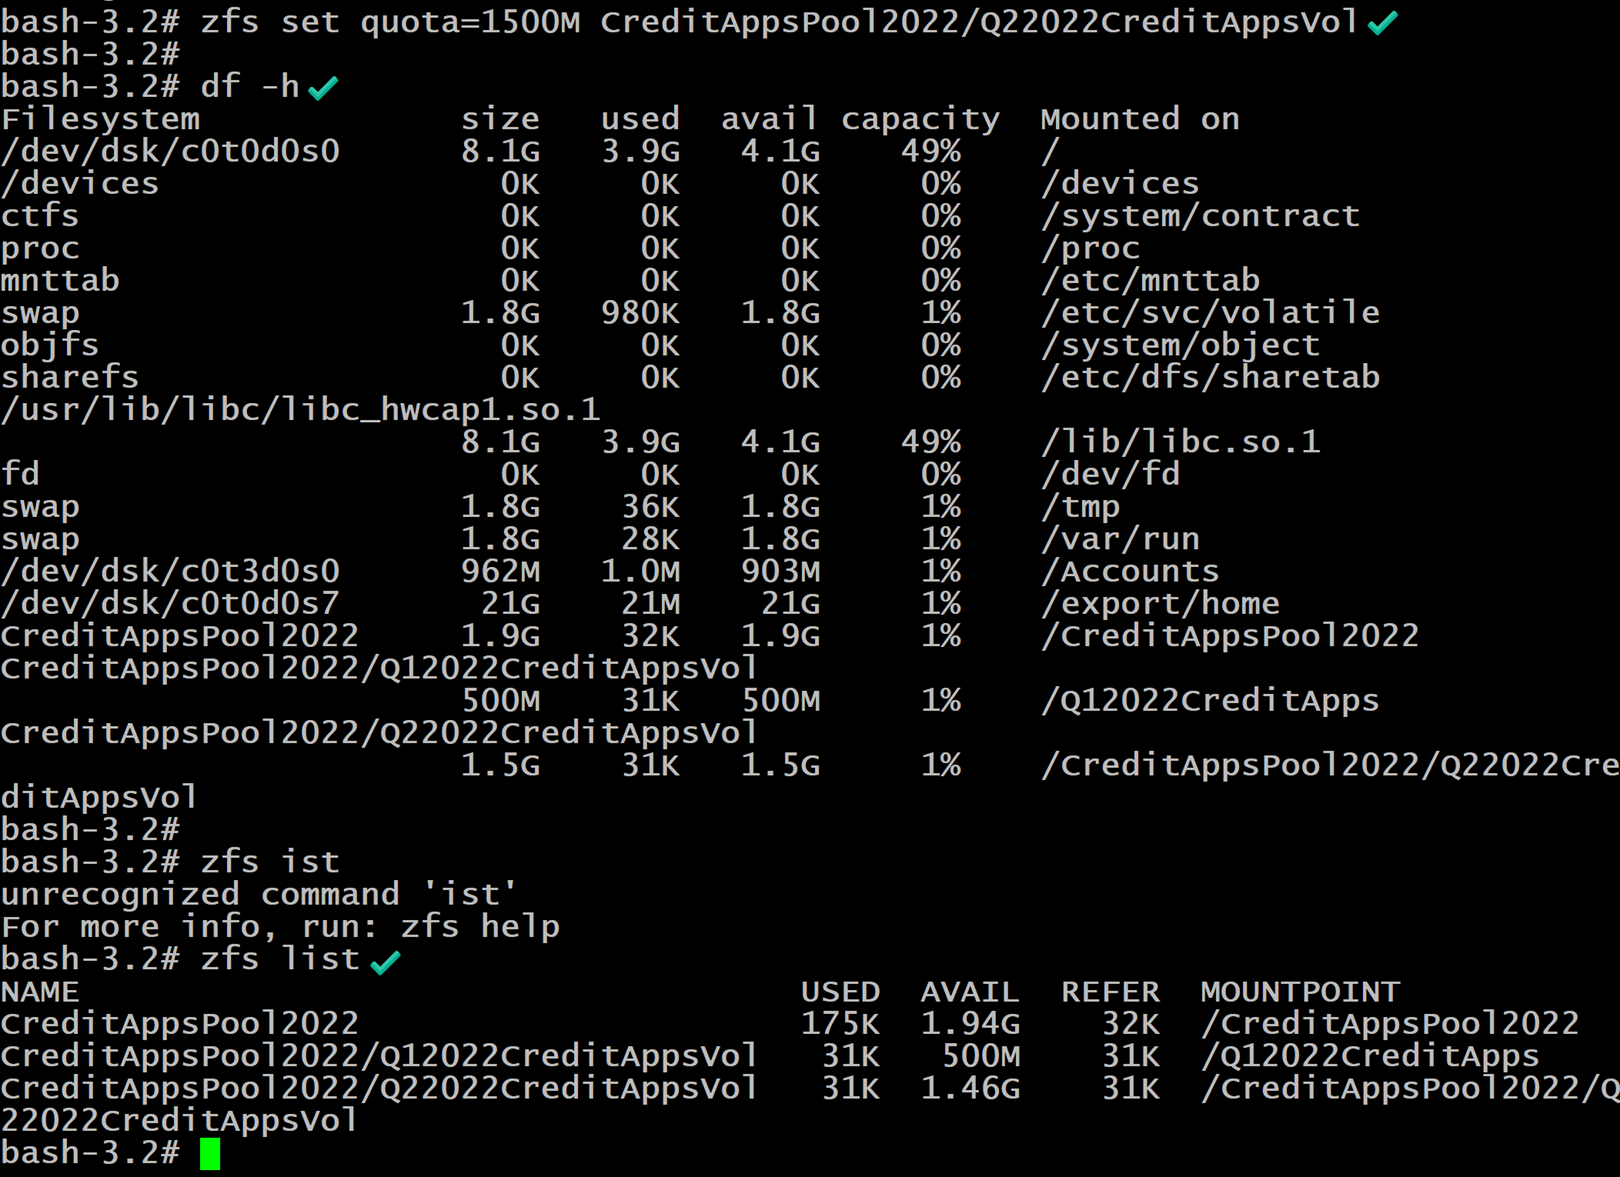 bash-3.2# zfs set quota=1500M CreditAppsPool2022/Q22022CreditAppsVol
bash-3.2#
bash-3.2# df -h
Filesystem             size   used  avail capacity  Mounted on
/dev/dsk/c0t0d0s0      8.1G   3.9G   4.1G    49%    /
/devices                 0K     0K     0K     0%    /devices
ctfs                     0K     0K     0K     0%    /system/contract
proc                     0K     0K     0K     0%    /proc
mnttab                   0K     0K     0K     0%    /etc/mnttab
swap                   1.8G   980K   1.8G     1%    /etc/svc/volatile
objfs                    0K     0K     0K     0%    /system/object
sharefs                  0K     0K     0K     0%    /etc/dfs/sharetab
/usr/lib/libc/libc_hwcap1.so.1
                       8.1G   3.9G   4.1G    49%    /lib/libc.so.1
fd                       0K     0K     0K     0%    /dev/fd
swap                   1.8G    36K   1.8G     1%    /tmp
swap                   1.8G    28K   1.8G     1%    /var/run
/dev/dsk/c0t3d0s0      962M   1.0M   903M     1%    /Accounts
/dev/dsk/c0t0d0s7       21G    21M    21G     1%    /export/home
CreditAppsPool2022     1.9G    32K   1.9G     1%    /CreditAppsPool2022
CreditAppsPool2022/Q12022CreditAppsVol
                       500M    31K   500M     1%    /Q12022CreditApps
CreditAppsPool2022/Q22022CreditAppsVol
                       1.5G    31K   1.5G     1%    /CreditAppsPool2022/Q22022Cre
ditAppsVol
bash-3.2#
bash-3.2# zfs ist
unrecognized command 'ist'
For more info, run: zfs help
bash-3.2# zfs list
NAME                                    USED  AVAIL  REFER  MOUNTPOINT
CreditAppsPool2022                      175K  1.94G    32K  /CreditAppsPool2022
CreditAppsPool2022/Q12022CreditAppsVol   31K   500M    31K  /Q12022CreditApps
CreditAppsPool2022/Q22022CreditAppsVol   31K  1.46G    31K  /CreditAppsPool2022/Q
22022CreditAppsVol
bash-3.2#